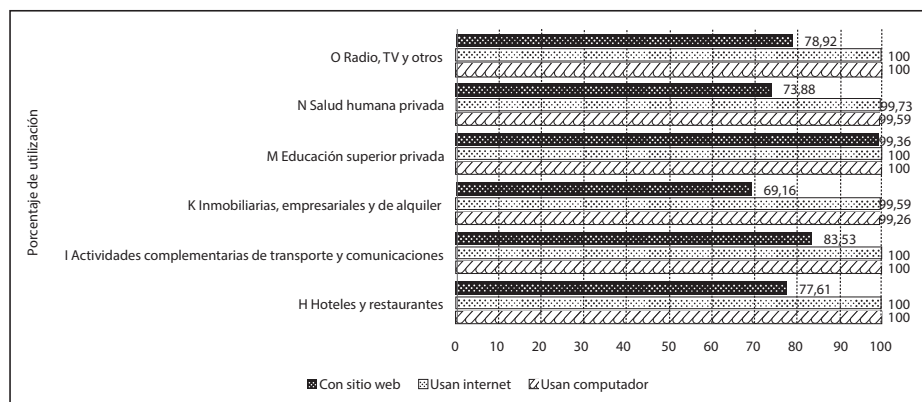 Porcentaje de utilización
O Radio, TV y otros
78,92
100
100
N Salud humana privada
73,88
99,73
99,59
M Educación superior privada
99,36
100
100
K Inmobiliarias, empresariales y de alquiler
69,16
99,59
99,26
I Actividades complementarias de transporte y comunicaciones
83,53
100
100
H Hoteles y restaurantes
77,61
100
100
0 10 20 30 40 50 60 70 80 90 100
Con sitio web Usan internet Usan computador